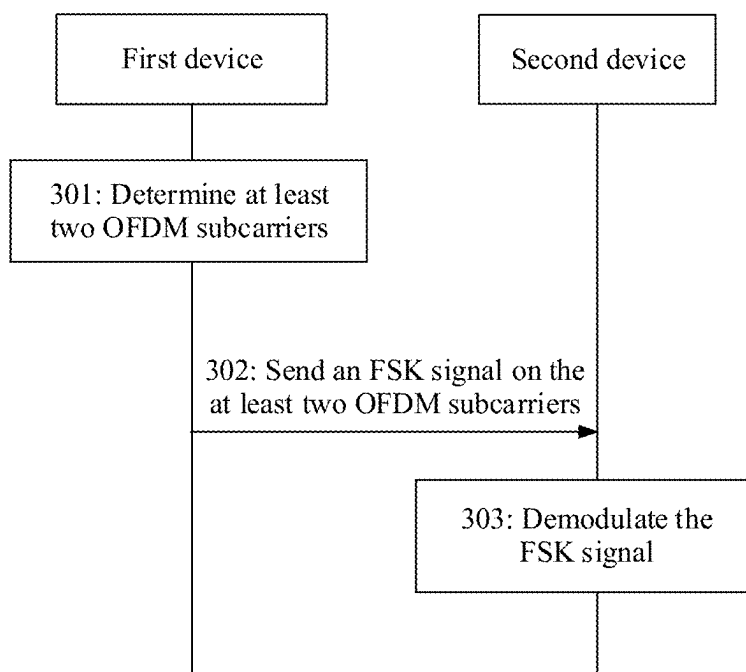 First device
Second device
301: Determine at least
two OFDM subcarriers
302: Send an FSK signal on the
at least two OFDM subcarriers
303: Demodulate the
FSK signal